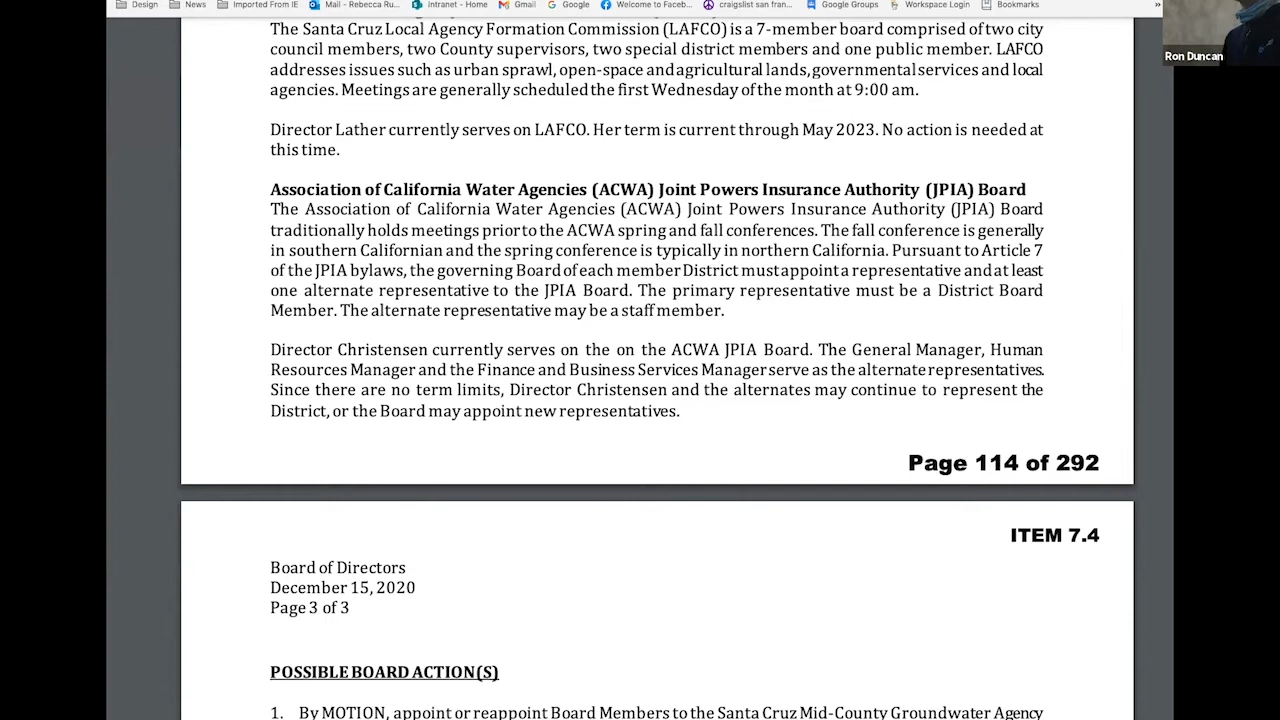 Design News Imported From IE Mail - Rebecca Ru... Intranet - Home Gmail Google Welcome to Faceb... craigslist san fran... Google Groups Workspace Login Bookmarks »
Ron Duncan
The Santa Cruz Local Agency Formation Commission (LAFCO) is a 7-member board comprised of two city
council members, two County supervisors, two special district members and one public member. LAFCO
addresses issues such as urban sprawl, open-space and agricultural lands, governmental services and local
agencies. Meetings are generally scheduled the first Wednesday of the month at 9:00 am.
Director Lather currently serves on LAFCO. Her term is current through May 2023. No action is needed at
this time.
Association of California Water Agencies (ACWA) Joint Powers Insurance Authority (JPIA) Board
The Association of California Water Agencies (ACWA) Joint Powers Insurance Authority (JPIA) Board
traditionally holds meetings prior to the ACWA spring and fall conferences. The fall conference is generally
in southern Californian and the spring conference is typically in northern California. Pursuant to Article 7
of the JPIA bylaws, the governing Board of each member District must appoint a representative and at least
one alternate representative to the JPIA Board. The primary representative must be a District Board
Member. The alternate representative may be a staff member.
Director Christensen currently serves on the on the ACWA JPIA Board. The General Manager, Human
Resources Manager and the Finance and Business Services Manager serve as the alternate representatives.
Since there are no term limits, Director Christensen and the alternates may continue to represent the
District, or the Board may appoint new representatives.
Page 114 of 292
ITEM 7.4
Board of Directors
December 15, 2020
Page 3 of 3
POSSIBLE BOARD ACTION(S)
1. By MOTION, appoint or reappoint Board Members to the Santa Cruz Mid-County Groundwater Agency